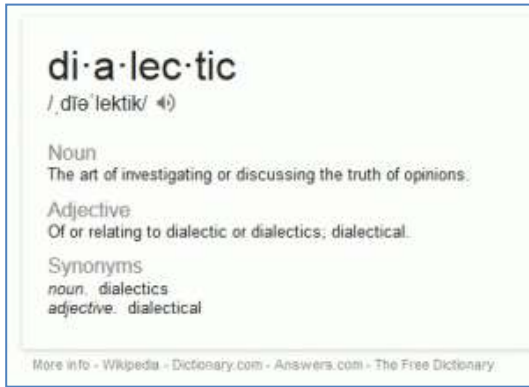 di·a·lec·tic
/ˌdīəˈlektik/
Noun
The art of investigating or discussing the truth of opinions.
Adjective
Of or relating to dialectic or dialectics; dialectical.
Synonyms
noun. dialectics
adjective. dialectical
More info - Wikipedia - Dictionary.com - Answers.com - The Free Dictionary